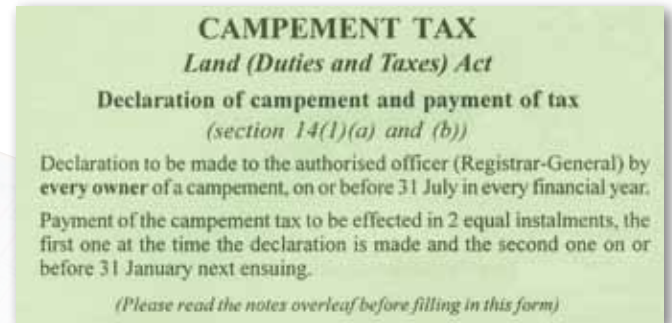 CAMPEMENT TAX
Land (Duties and Taxes) Act
Declaration of campement and payment of tax
(section 14(1)(a) and (b))
Declaration to be made to the authorised officer (Registrar-General) by
every owner of a campement, on or before 31 July in every financial year.
Payment of the campement tax to be effected in 2 equal instalments, the
first one at the time the declaration is made and the second one on or
before 31 January next ensuing.
(Please read the notes overleaf before filling in this form)